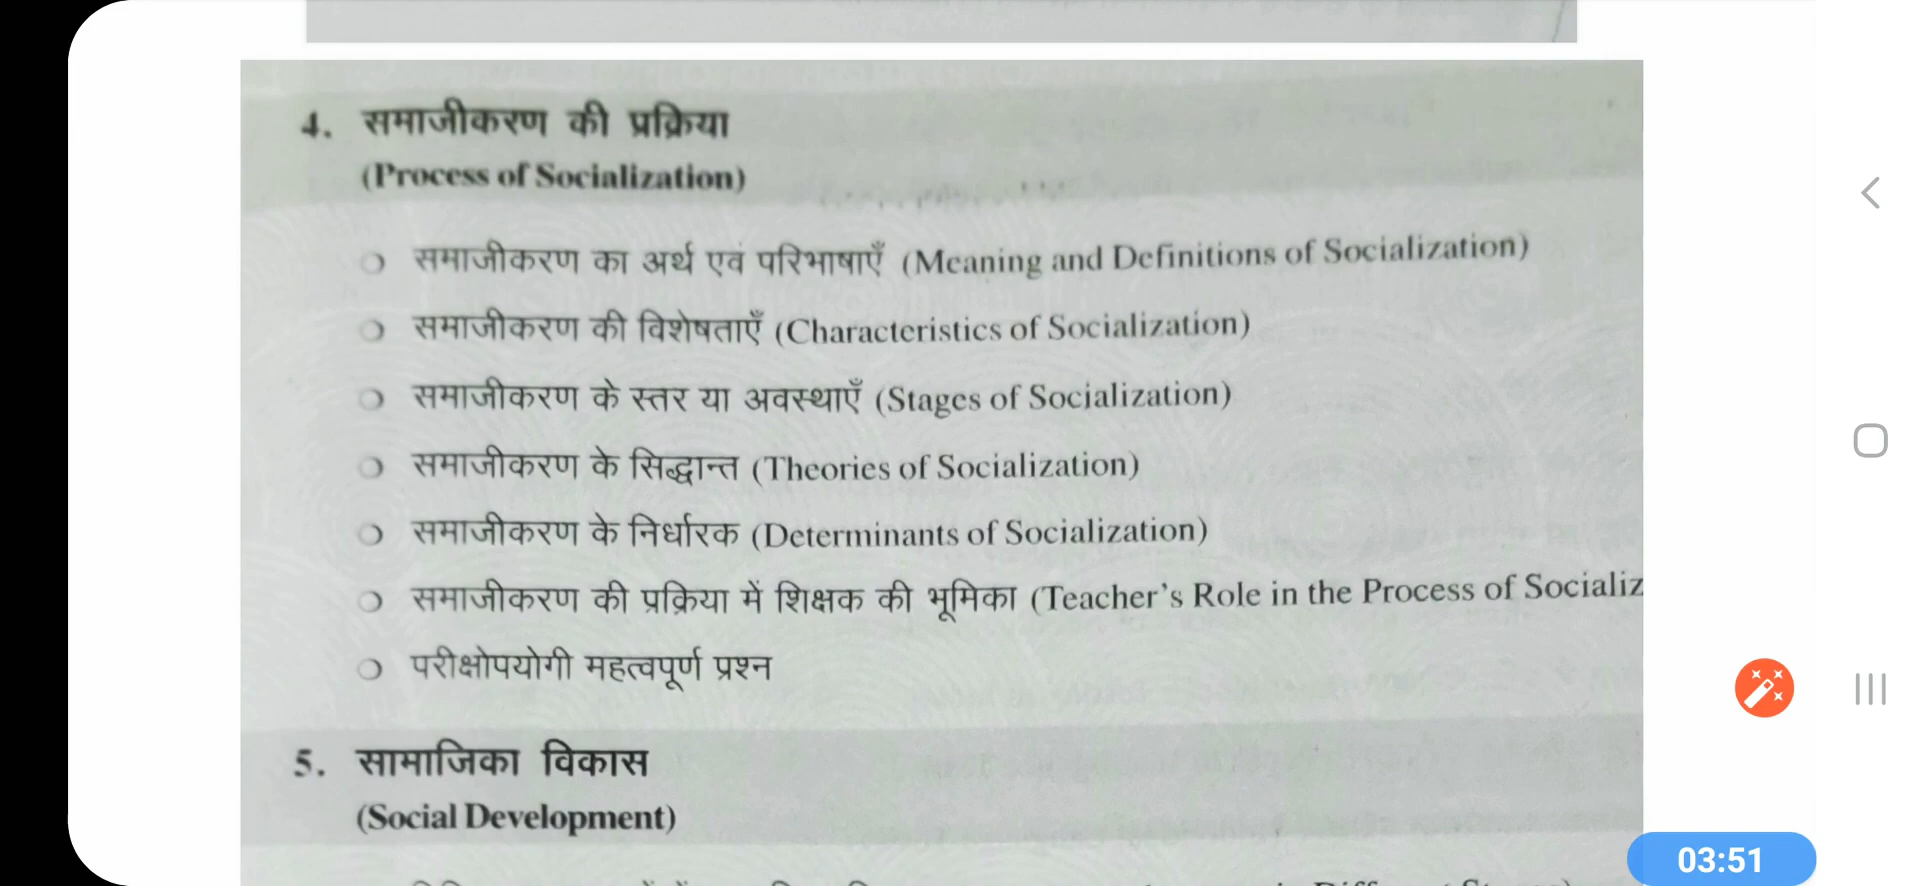 4. समाजीकरण की प्रक्रिया
(Process of Socialization)
समाजीकरण का अर्थ एवं परिभाषाएँ (Meaning and Definitions of Socialization)
समाजीकरण की विशेषताएँ (Characteristics of Socialization)
समाजीकरण के स्तर या अवस्थाएँ (Stages of Socialization)
समाजीकरण के सिद्धान्त (Theories of Socialization)
समाजीकरण के निर्धारक (Determinants of Socialization)
समाजीकरण की प्रक्रिया में शिक्षक की भूमिका (Teacher's Role in the Process of Socializ
परीक्षोपयोगी महत्वपूर्ण प्रश्न
5. सामाजिका विकास
(Social Development)
03:51